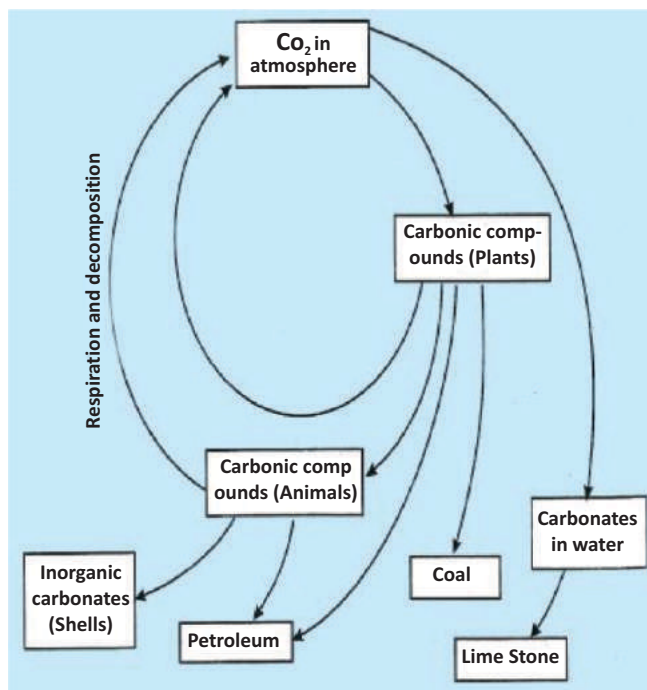 Co₂ in
atmosphere
Respiration and decomposition
Carbonic comp-
ounds (Plants)
Carbonic comp
ounds (Animals)
Carbonates
in water
Inorganic
carbonates
(Shells)
Coal
Petroleum
Lime Stone